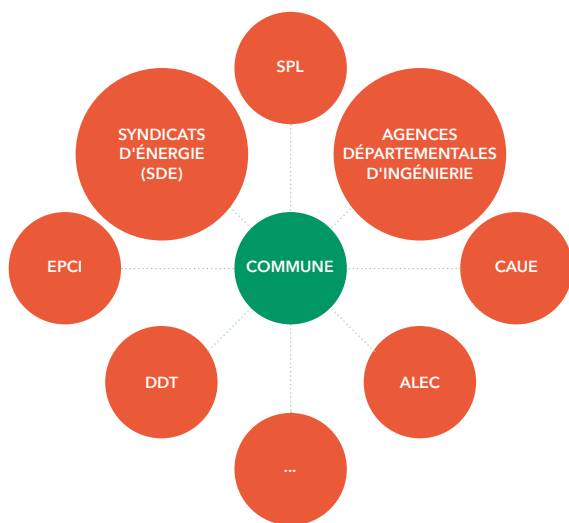 SPL
SYNDICATS
D'ÉNERGIE
(SDE)
AGENCES
DÉPARTEMENTALES
D'INGÉNIERIE
EPCI
COMMUNE
CAUE
DDT
ALEC
...